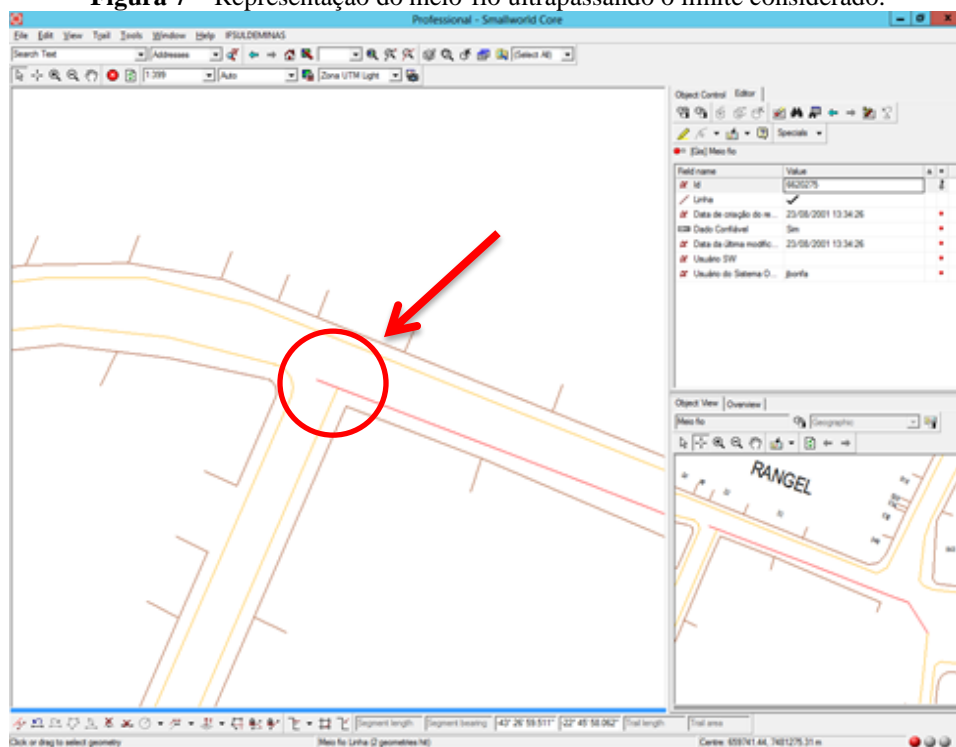 Figura 7 – Representação do meio-fio ultrapassando o limite considerado.
Professional - Smallworld Core
File Edit View Trail Tools Window Help IFSULDEMINAS
Search Text Addresses (Select All)
1:399 Auto Zona UTM Light
Object Control Editor
Specials
[Gis] Meio fio
Field name Value
Id 6620275
Linha
Data de criação do re... 23/08/2001 13:34:26
Dado Confiável Sim
Data da última modific... 23/08/2001 13:34:26
Usuário SW
Usuário do Sistema O... jbonfa
Object View Overview
Meio fio Geographic
RANGEL
Segment length Segment bearing -43° 26' 59.511" -22° 45' 58.062" Trail length Trail area
Click or drag to select geometry Meio fio Linha (2 geometries hit) Centre: 659741.44, 7481275.31 m